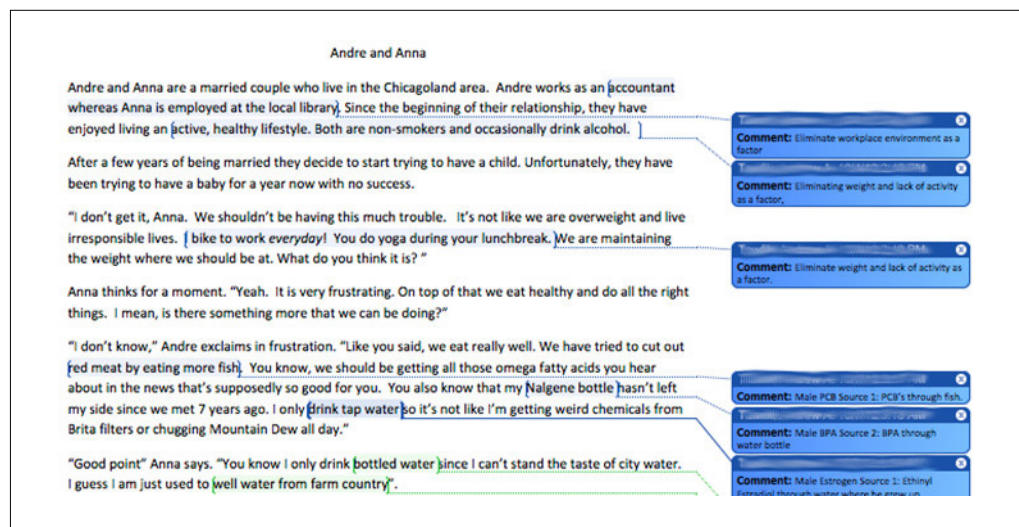 Andre and Anna
Andre and Anna are a married couple who live in the Chicagoland area. Andre works as an accountant
whereas Anna is employed at the local library. Since the beginning of their relationship, they have
enjoyed living an active, healthy lifestyle. Both are non-smokers and occasionally drink alcohol.
After a few years of being married they decide to start trying to have a child. Unfortunately, they have
been trying to have a baby for a year now with no success.
“I don’t get it, Anna. We shouldn’t be having this much trouble. It’s not like we are overweight and live
irresponsible lives. I bike to work everyday! You do yoga during your lunchbreak. We are maintaining
the weight where we should be at. What do you think it is? ”
Anna thinks for a moment. “Yeah. It is very frustrating. On top of that we eat healthy and do all the right
things. I mean, is there something more that we can be doing?”
“I don’t know,” Andre exclaims in frustration. “Like you said, we eat really well. We have tried to cut out
red meat by eating more fish. You know, we should be getting all those omega fatty acids you hear
about in the news that’s supposedly so good for you. You also know that my Nalgene bottle hasn’t left
my side since we met 7 years ago. I only drink tap water so it’s not like I’m getting weird chemicals from
Brita filters or chugging Mountain Dew all day.”
“Good point” Anna says. “You know I only drink bottled water since I can’t stand the taste of city water.
I guess I am just used to well water from farm country”.
Comment: Eliminate workplace environment as a
factor
Comment: Eliminating weight and lack of activity
as a factor,
Comment: Eliminate weight and lack of activity as
a factor.
Comment: Male PCB Source 1: PCB’s through fish.
Comment: Male BPA Source 2: BPA through
water bottle
Comment: Male Estrogen Source 1: Ethinyl
Estradiol through water where he grew up